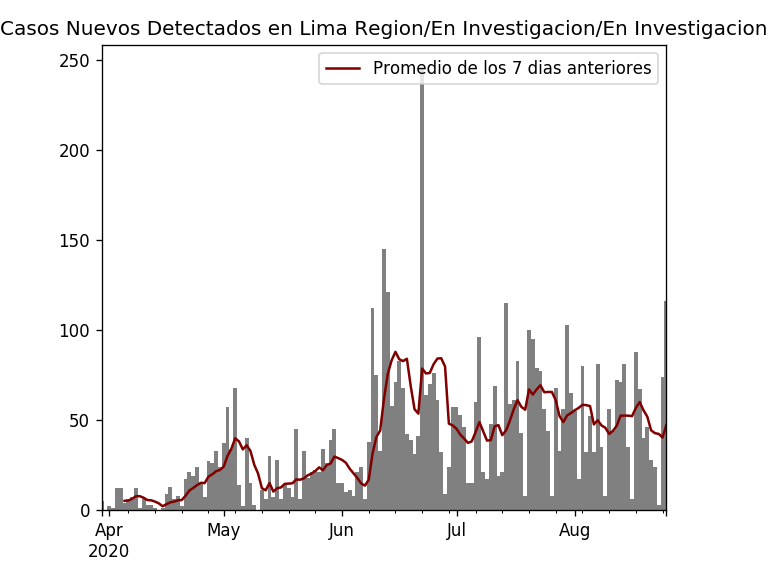 Casos Nuevos Detectados en Lima Region/En Investigacion/En Investigacion
Promedio de los 7 dias anteriores
250
200
150
100
50
0
Apr May Jun Jul Aug
2020